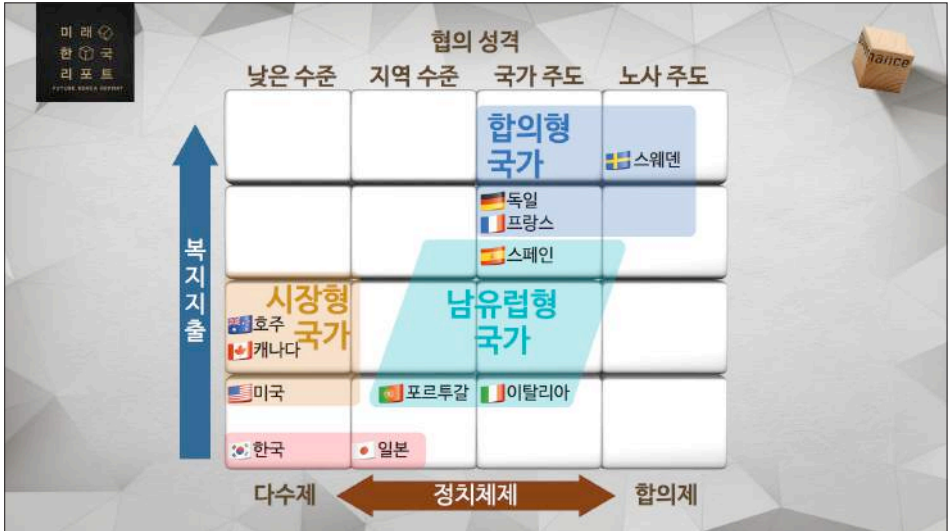 미래
한국
리포트
FUTURE KOREA REPORT
협의 성격
낮은 수준 지역 수준 국가 주도 노사 주도
합의형
국가
스웨덴
독일
프랑스
스페인
복지지출
시장형
국가
호주
캐나다
남유럽형
국가
미국
포르투갈
이탈리아
한국
일본
다수제 정치체제 합의제